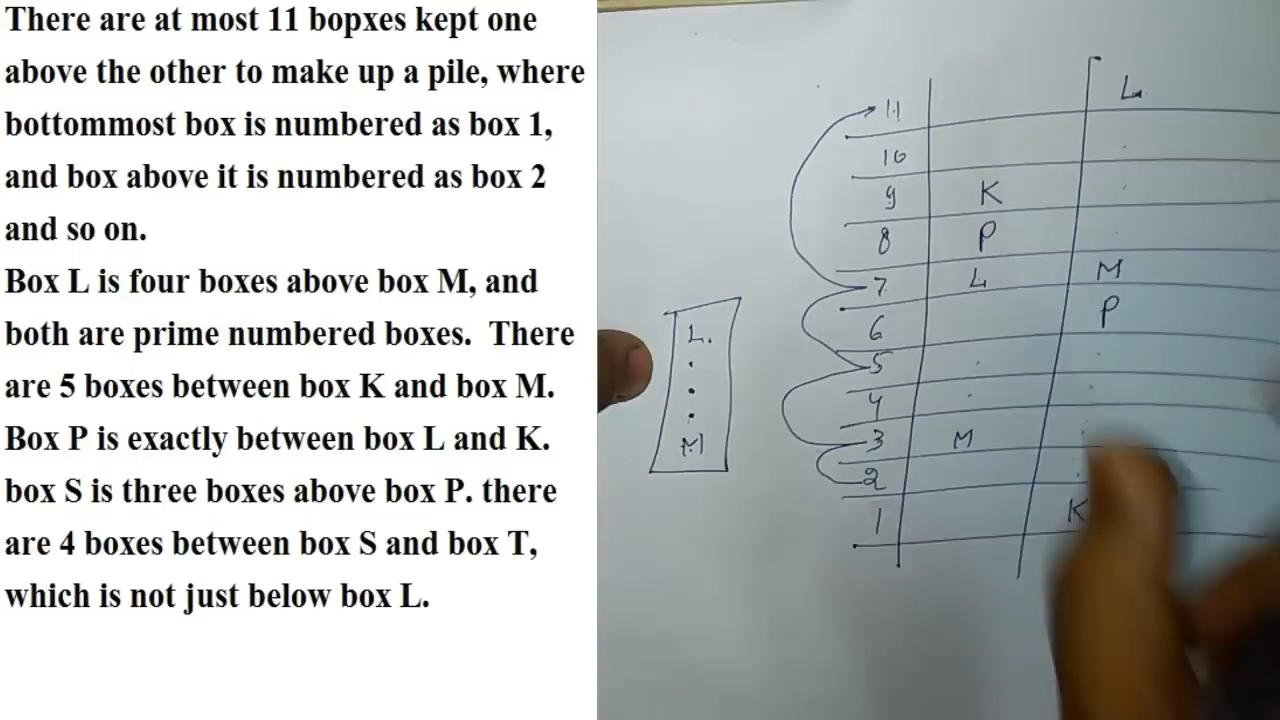 There are at most 11 bopxes kept one
above the other to make up a pile, where
bottommost box is numbered as box 1,
and box above it is numbered as box 2
and so on.
Box L is four boxes above box M, and
both are prime numbered boxes. There
are 5 boxes between box K and box M.
Box P is exactly between box L and K.
box S is three boxes above box P. there
are 4 boxes between box S and box T,
which is not just below box L.
L.
M
11 L
10
9 K
8 P
7 L M
6 P
5
4
3 M
2
1 K